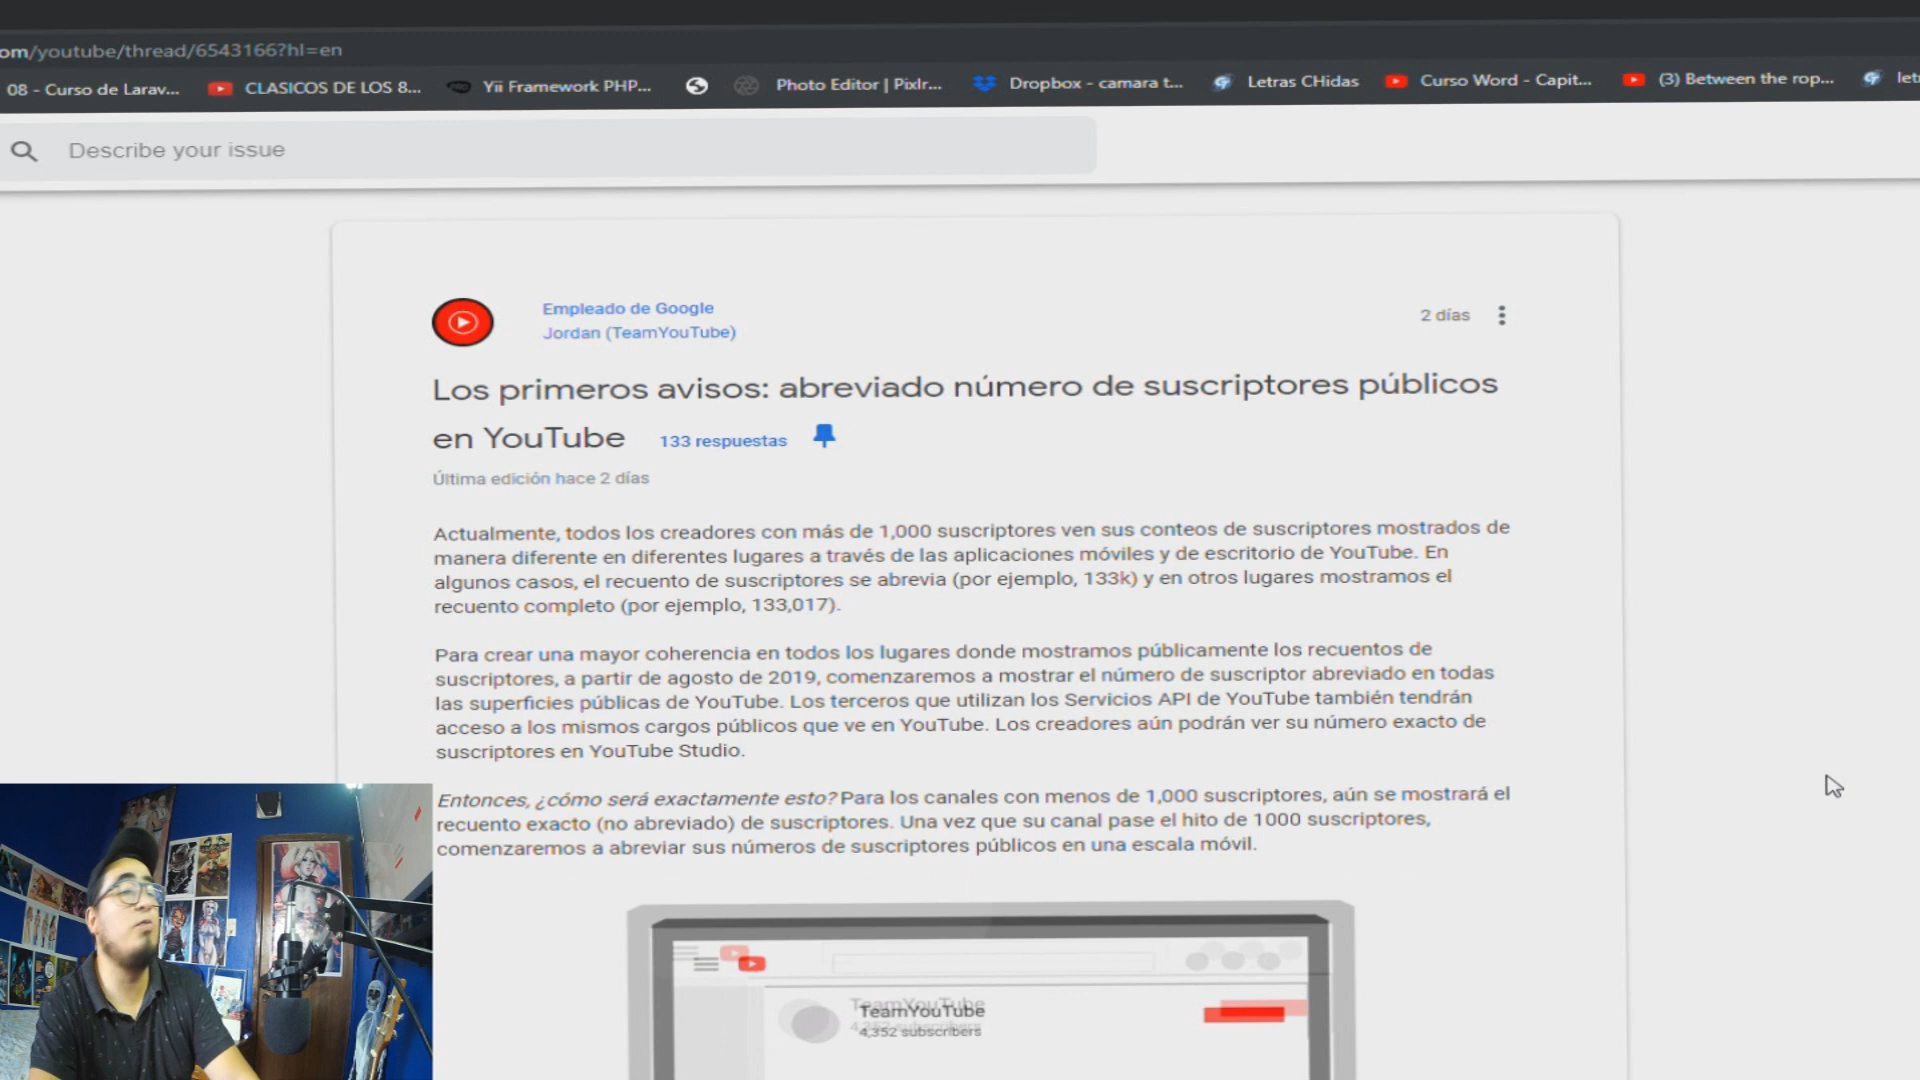 om/youtube/thread/6543166?hl=en
08 - Curso de Larav... CLASICOS DE LOS 8... Yii Framework PHP... Photo Editor | Pixlr... Dropbox - camara t... Letras CHidas Curso Word - Capit... (3) Between the rop... letr
Describe your issue
Empleado de Google
Jordan (TeamYouTube)
2 días
Los primeros avisos: abreviado número de suscriptores públicos
en YouTube 133 respuestas
Última edición hace 2 días
Actualmente, todos los creadores con más de 1,000 suscriptores ven sus conteos de suscriptores mostrados de
manera diferente en diferentes lugares a través de las aplicaciones móviles y de escritorio de YouTube. En
algunos casos, el recuento de suscriptores se abrevia (por ejemplo, 133k) y en otros lugares mostramos el
recuento completo (por ejemplo, 133,017).
Para crear una mayor coherencia en todos los lugares donde mostramos públicamente los recuentos de
suscriptores, a partir de agosto de 2019, comenzaremos a mostrar el número de suscriptor abreviado en todas
las superficies públicas de YouTube. Los terceros que utilizan los Servicios API de YouTube también tendrán
acceso a los mismos cargos públicos que ve en YouTube. Los creadores aún podrán ver su número exacto de
suscriptores en YouTube Studio.
Entonces, ¿cómo será exactamente esto? Para los canales con menos de 1,000 suscriptores, aún se mostrará el
recuento exacto (no abreviado) de suscriptores. Una vez que su canal pase el hito de 1000 suscriptores,
comenzaremos a abreviar sus números de suscriptores públicos en una escala móvil.
TeamYouTube
4,352 subscribers